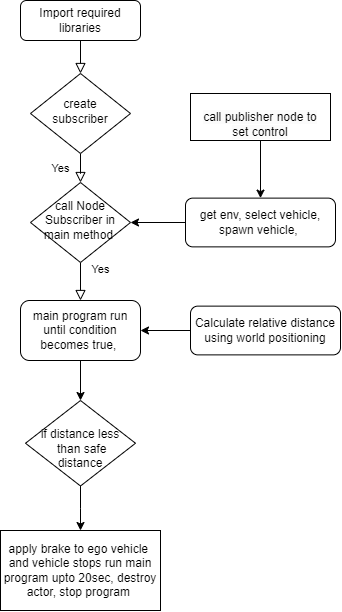 Import required
libraries
create
subscriber
call publisher node to
set control
Yes
call Node
Subscriber in
main method
get env, select vehicle,
spawn vehicle,
Yes
main program run
until condition
becomes true,
Calculate relative distance
using world positioning
if distance less
than safe
distance
apply brake to ego vehicle
and vehicle stops run main
program upto 20sec, destroy
actor, stop program